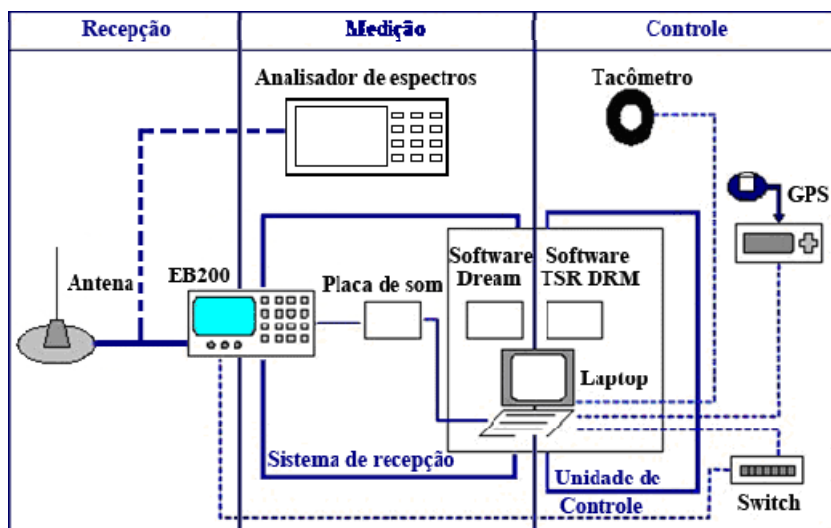 Recepção
Medição
Controle
Analisador de espectros
Tacômetro
GPS
Antena
EB200
Placa de som
Software
Dream
Software
TSR DRM
Laptop
Sistema de recepção
Unidade de
Controle
Switch